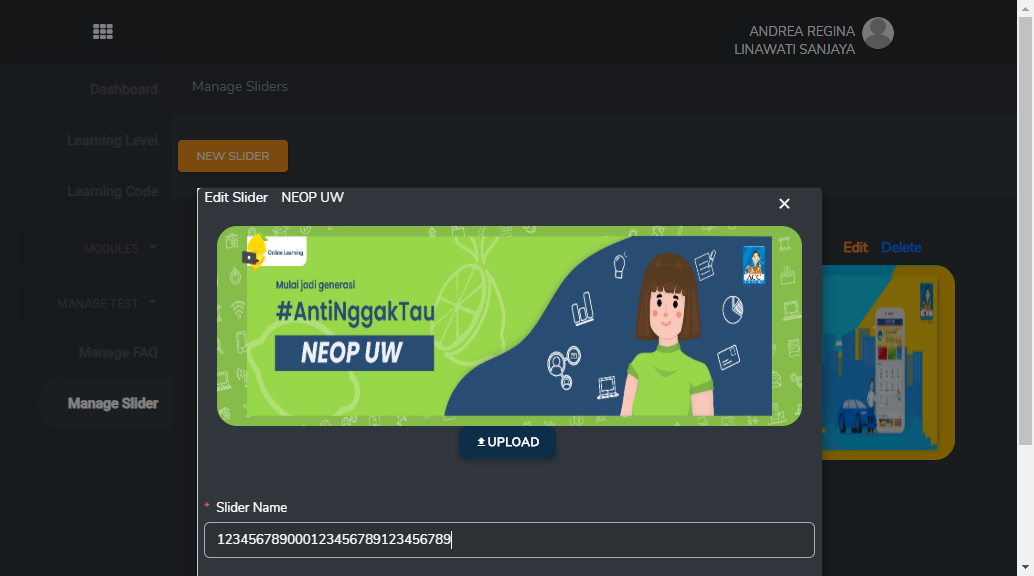 ANDREA REGINA
LINAWATI SANJAYA
Dashboard
Manage Sliders
Learning Level
NEW SLIDER
Learning Code
Edit Slider NEOP UW
MODULES
Edit Delete
Online Learning
Mulai jadi generasi
#AntiNggakTau
NEOP UW
MANAGE TEST
Manage FAQ
Manage Slider
UPLOAD
* Slider Name
123456789000123456789123456789